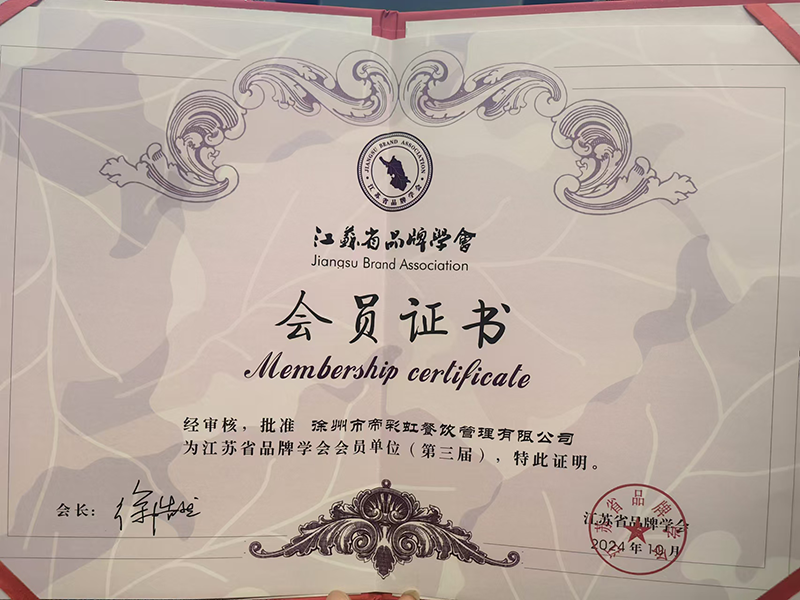 JIANGSU BRAND ASSOCIATION
江苏省品牌学会
江蘇省品牌學會
Jiangsu Brand Association
会员证书
Membership certificate
经审核，批准 徐州市帝彩虹餐饮管理有限公司
为江苏省品牌学会会员单位（第三届），特此证明。
会长：
江苏省品牌学会
2024年10月